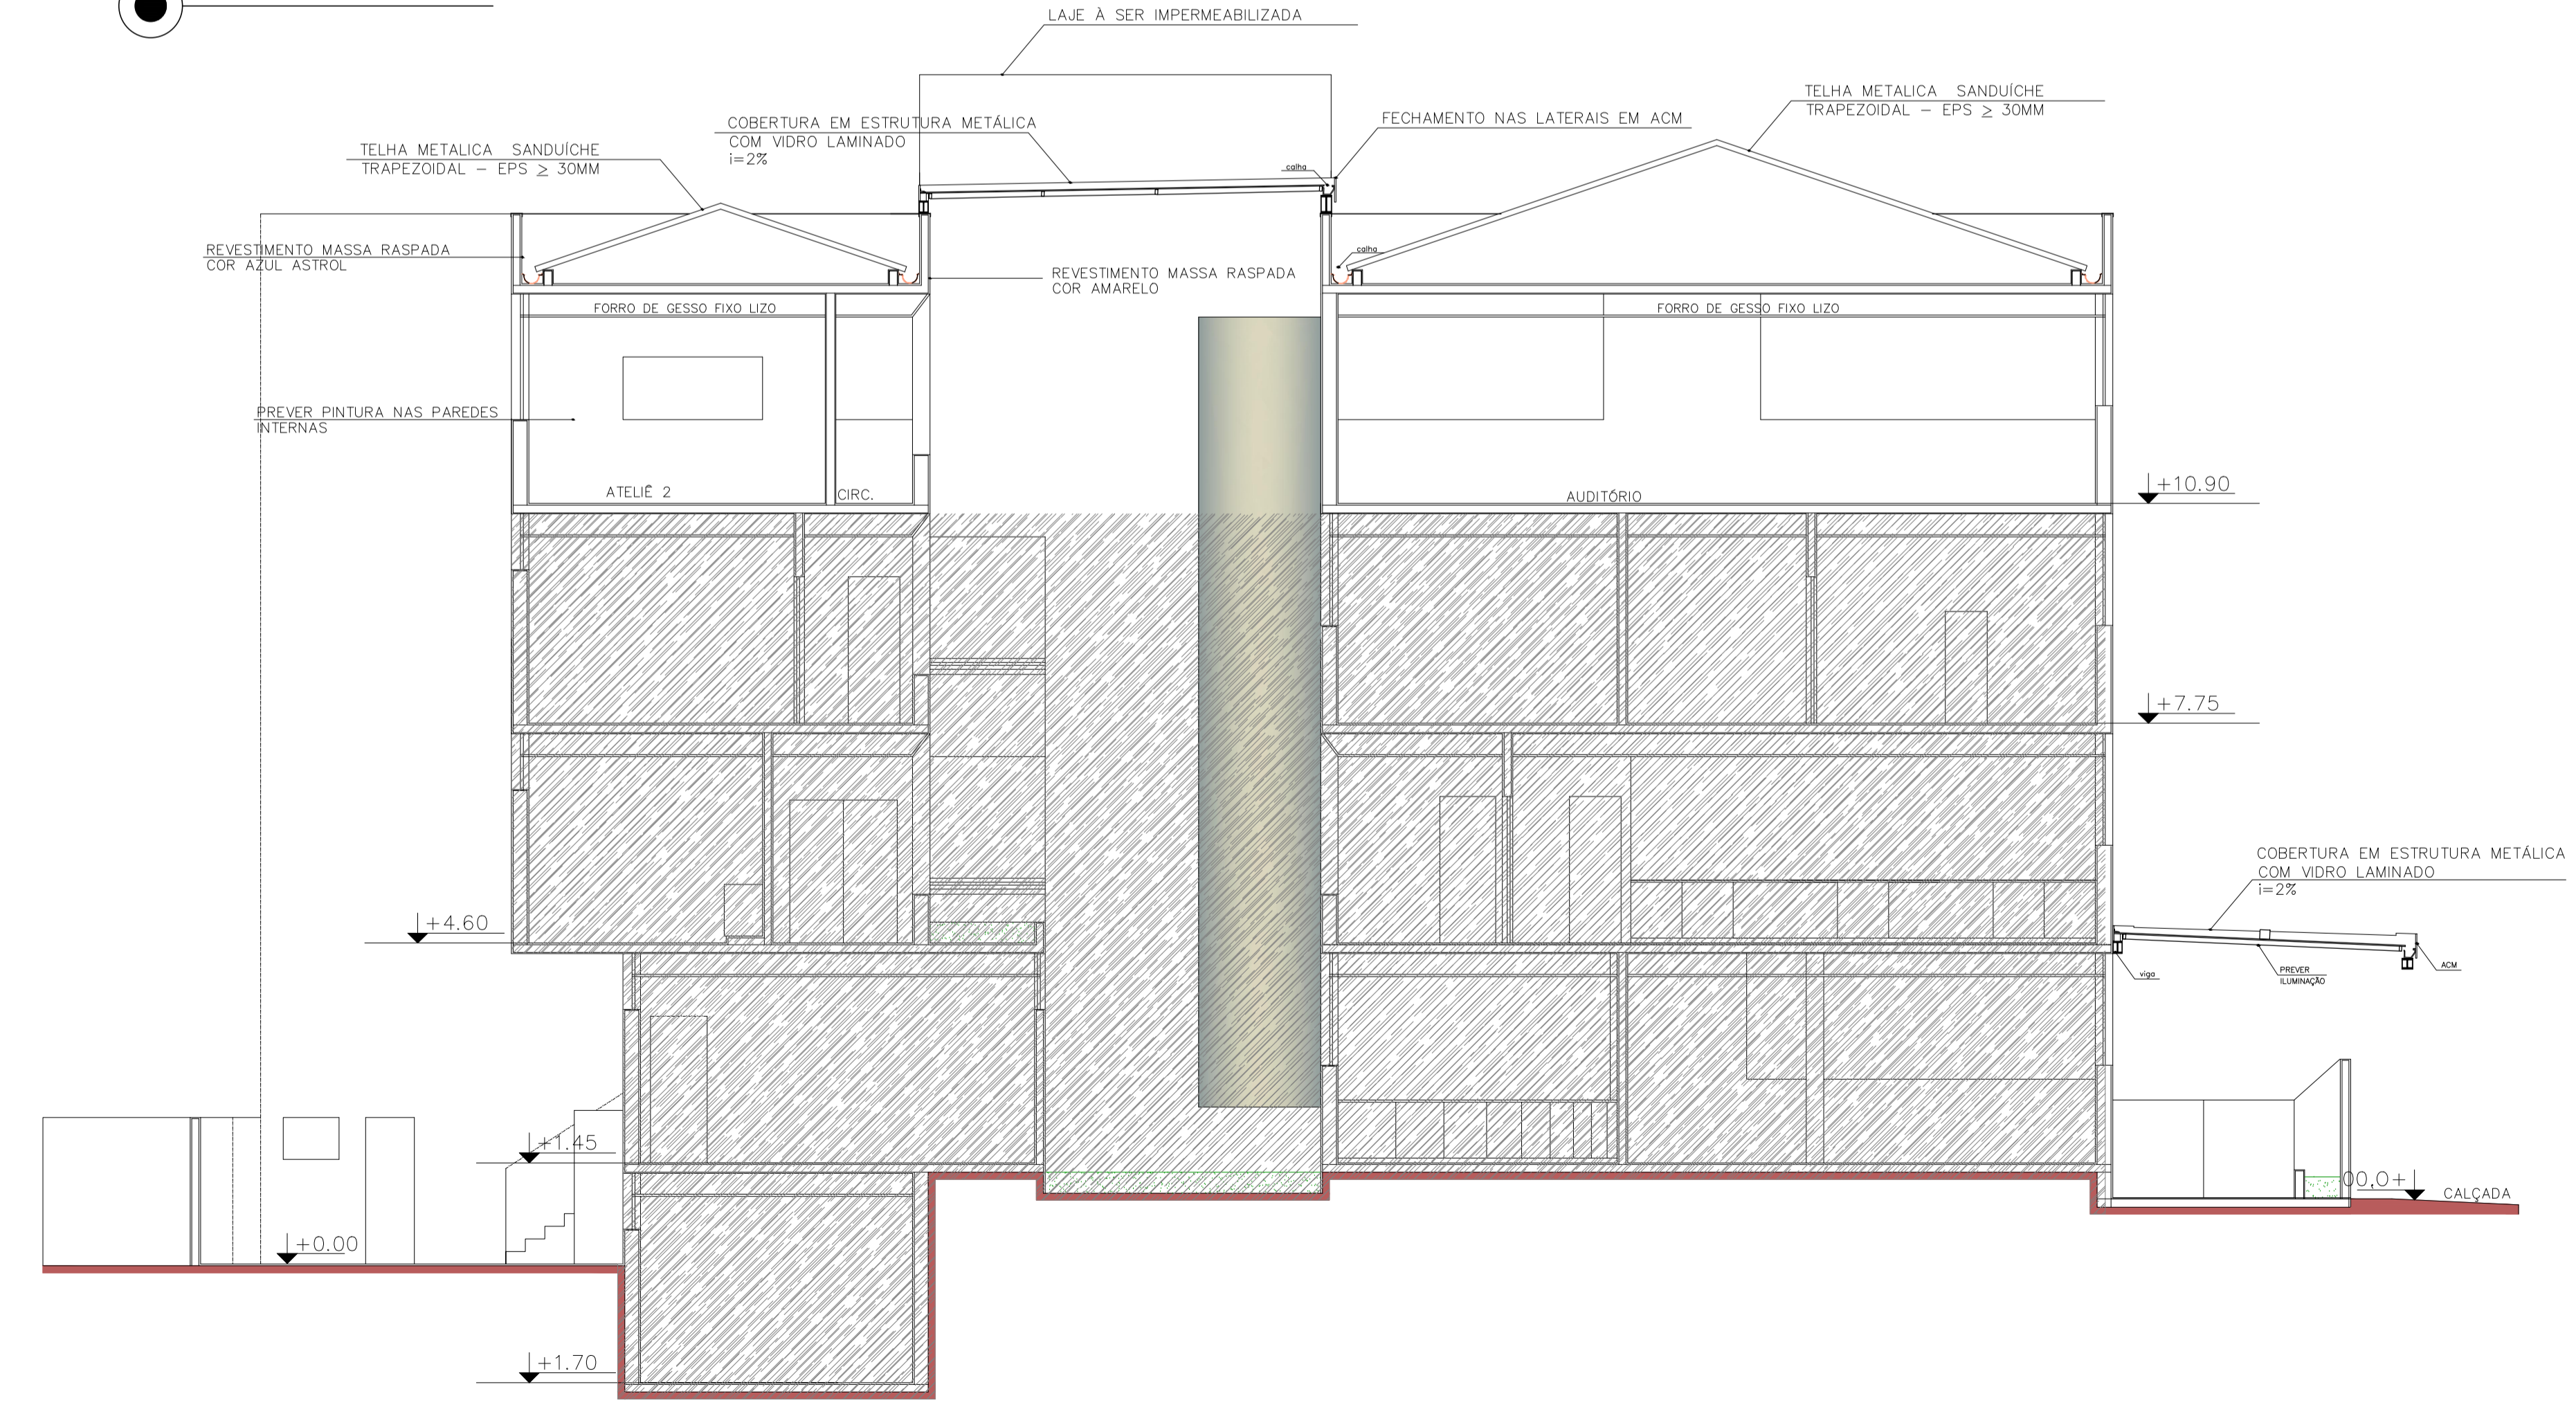 LAJE À SER IMPERMEABILIZADA
TELHA METALICA SANDUÍCHE
TRAPEZOIDAL - EPS ≥ 30MM
COBERTURA EM ESTRUTURA METÁLICA
COM VIDRO LAMINADO
i=2%
FECHAMENTO NAS LATERAIS EM ACM
TELHA METALICA SANDUÍCHE
TRAPEZOIDAL - EPS ≥ 30MM
calha
REVESTIMENTO MASSA RASPADA
COR AZUL ASTROL
calha
REVESTIMENTO MASSA RASPADA
COR AMARELO
FORRO DE GESSO FIXO LIZO
FORRO DE GESSO FIXO LIZO
PREVER PINTURA NAS PAREDES
INTERNAS
ATELIÊ 2
CIRC.
AUDITÓRIO
+10.90
+7.75
COBERTURA EM ESTRUTURA METÁLICA
COM VIDRO LAMINADO
i=2%
+4.60
viga
PREVER
ILUMINAÇÃO
ACM
+1.45
00,0+
CALÇADA
+0.00
+1.70